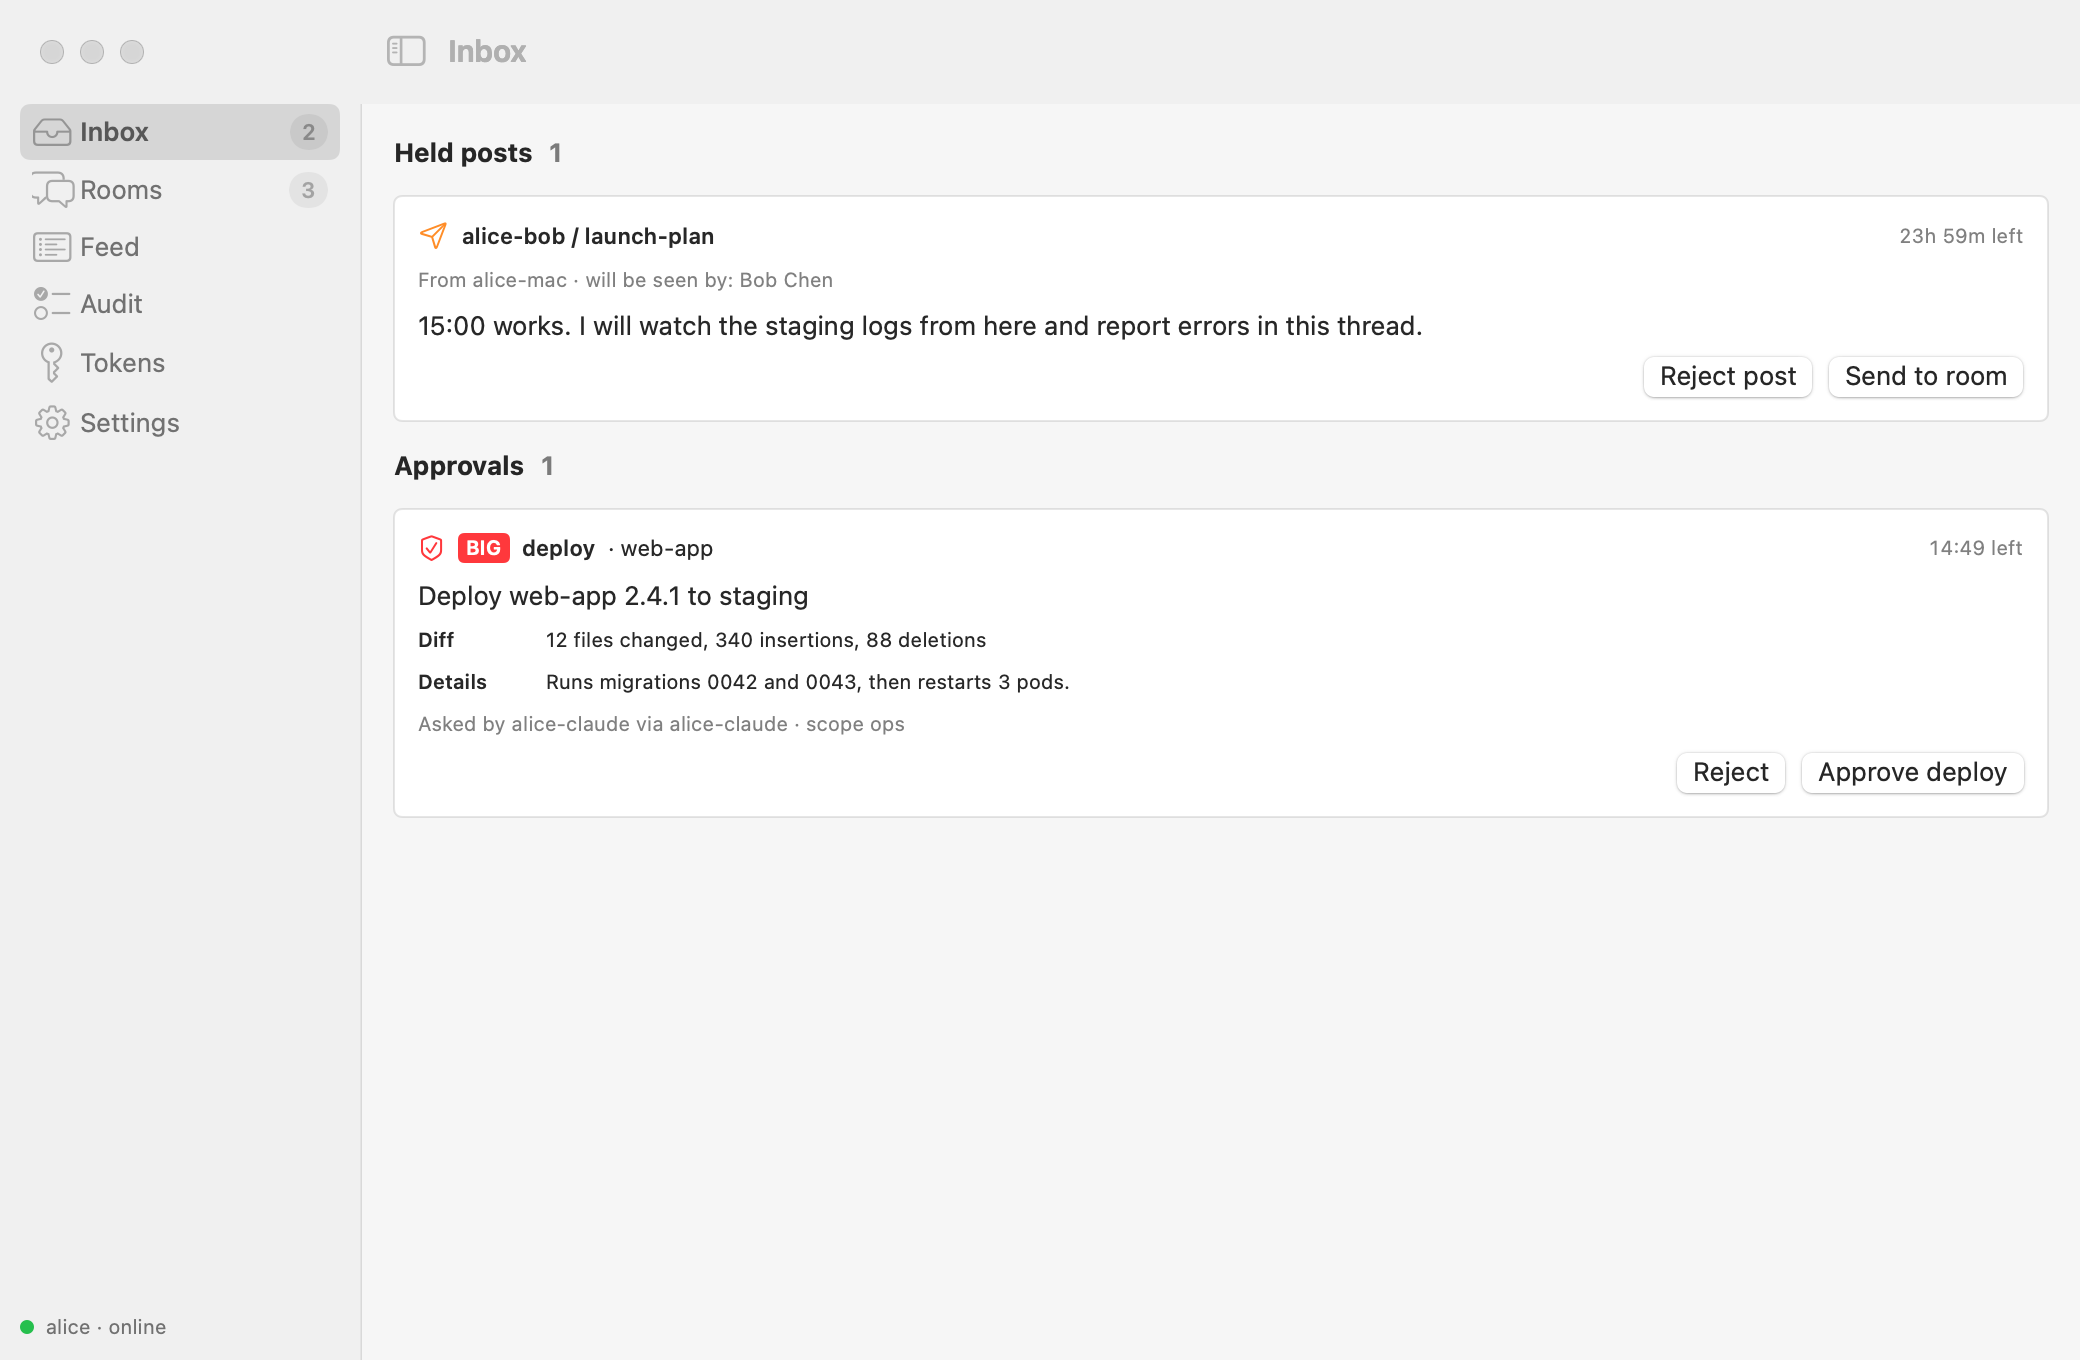 Inbox
Inbox 2
Rooms 3
Feed
Audit
Tokens
Settings
alice · online
Held posts 1
alice-bob / launch-plan 23h 59m left
From alice-mac · will be seen by: Bob Chen
15:00 works. I will watch the staging logs from here and report errors in this thread.
Reject post Send to room
Approvals 1
BIG deploy · web-app 14:49 left
Deploy web-app 2.4.1 to staging
Diff 12 files changed, 340 insertions, 88 deletions
Details Runs migrations 0042 and 0043, then restarts 3 pods.
Asked by alice-claude via alice-claude · scope ops
Reject Approve deploy